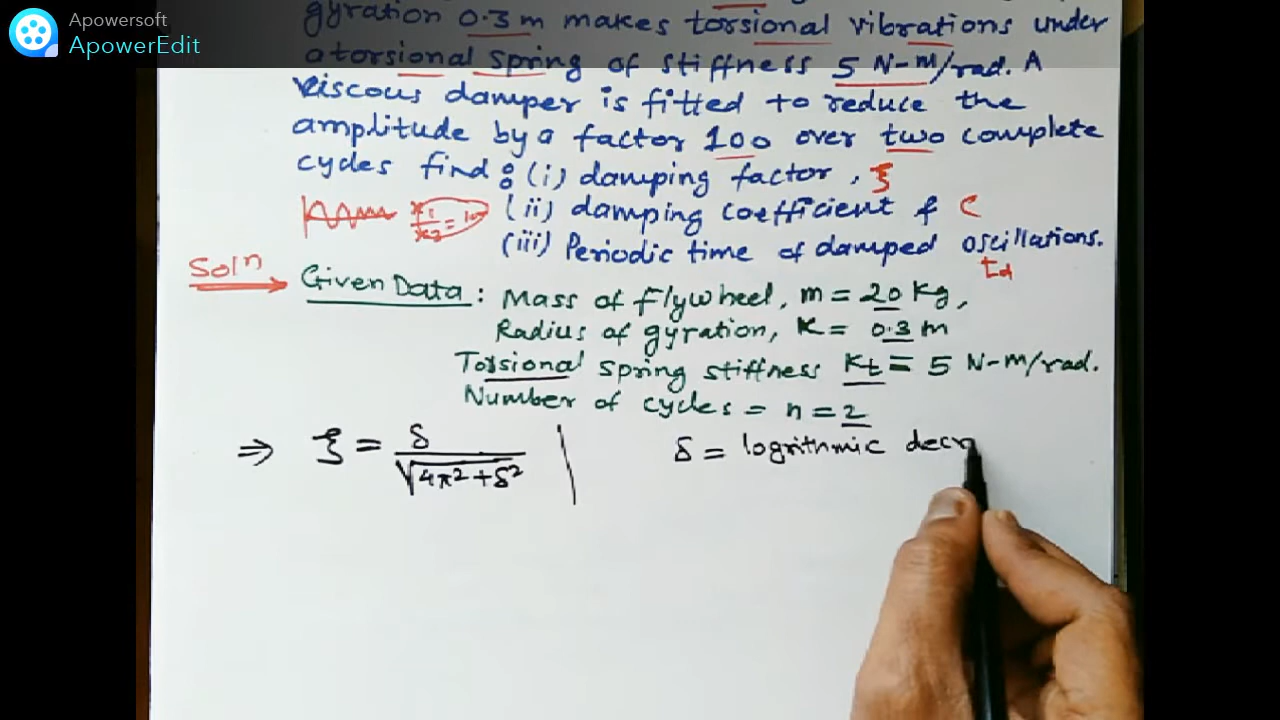 Apowersoft
ApowerEdit
gyration 0.3 m makes torsional vibrations under
a torsional spring of stiffness 5 N-m/rad. A
viscous damper is fitted to reduce the
amplitude by a factor 100 over two complete
cycles find : (i) damping factor, ξ
(ii) damping coefficient & C
(iii) Periodic time of damped oscillations.
td
Soln
Given Data : Mass of flywheel, m = 20 kg,
Radius of gyration, K = 0.3 m
Torsional spring stiffness Kt = 5 N-m/rad.
Number of cycles = n = 2
⇒ ξ = δ / √4π²+δ²
δ = logrithmic decr